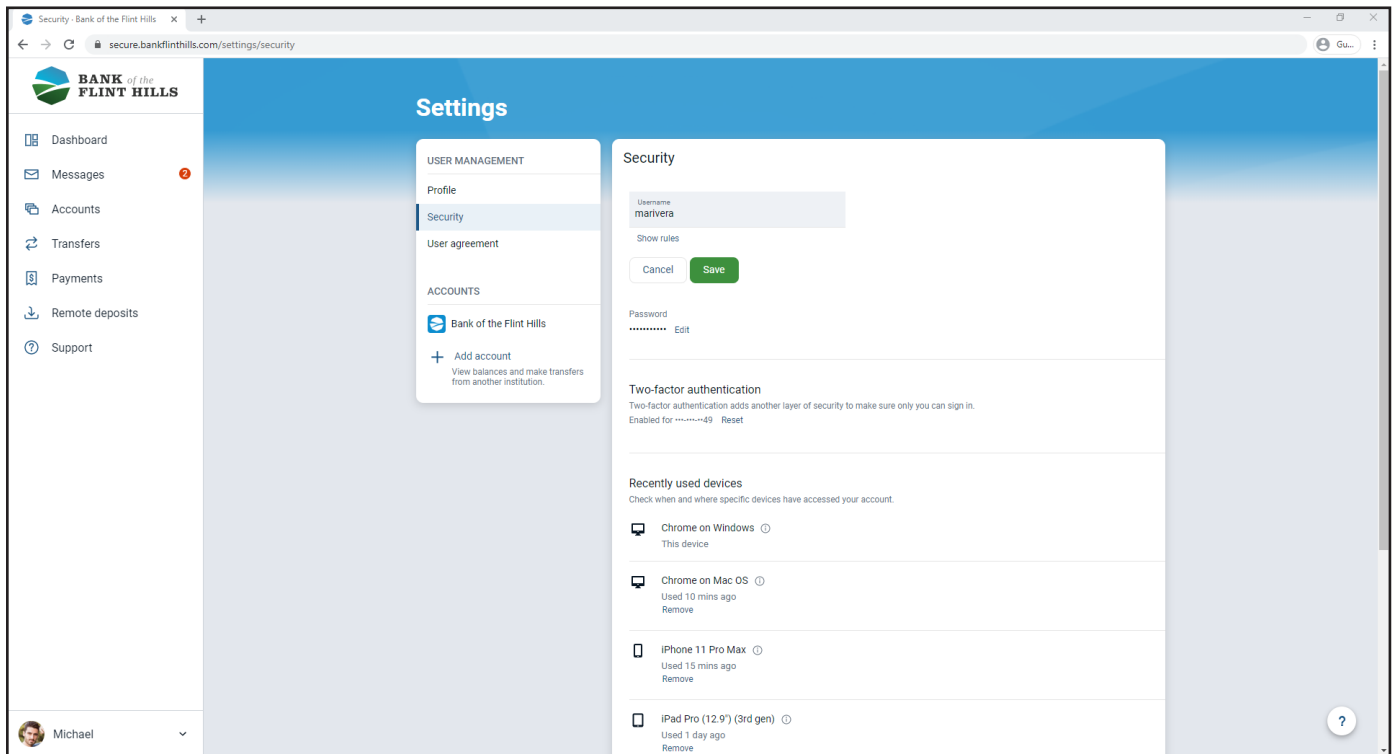 Security - Bank of the Flint Hills
secure.bankflinthills.com/settings/security
Gu...
BANK of the
FLINT HILLS
Dashboard
Messages
2
Accounts
Transfers
Payments
Remote deposits
Support
Michael
Settings
USER MANAGEMENT
Profile
Security
User agreement
ACCOUNTS
Bank of the Flint Hills
Add account
View balances and make transfers
from another institution.
Security
Username
marivera
Show rules
Cancel
Save
Password
••••••••••• Edit
Two-factor authentication
Two-factor authentication adds another layer of security to make sure only you can sign in.
Enabled for •••-•••-••49 Reset
Recently used devices
Check when and where specific devices have accessed your account.
Chrome on Windows
This device
Chrome on Mac OS
Used 10 mins ago
Remove
iPhone 11 Pro Max
Used 15 mins ago
Remove
iPad Pro (12.9") (3rd gen)
Used 1 day ago
Remove
?